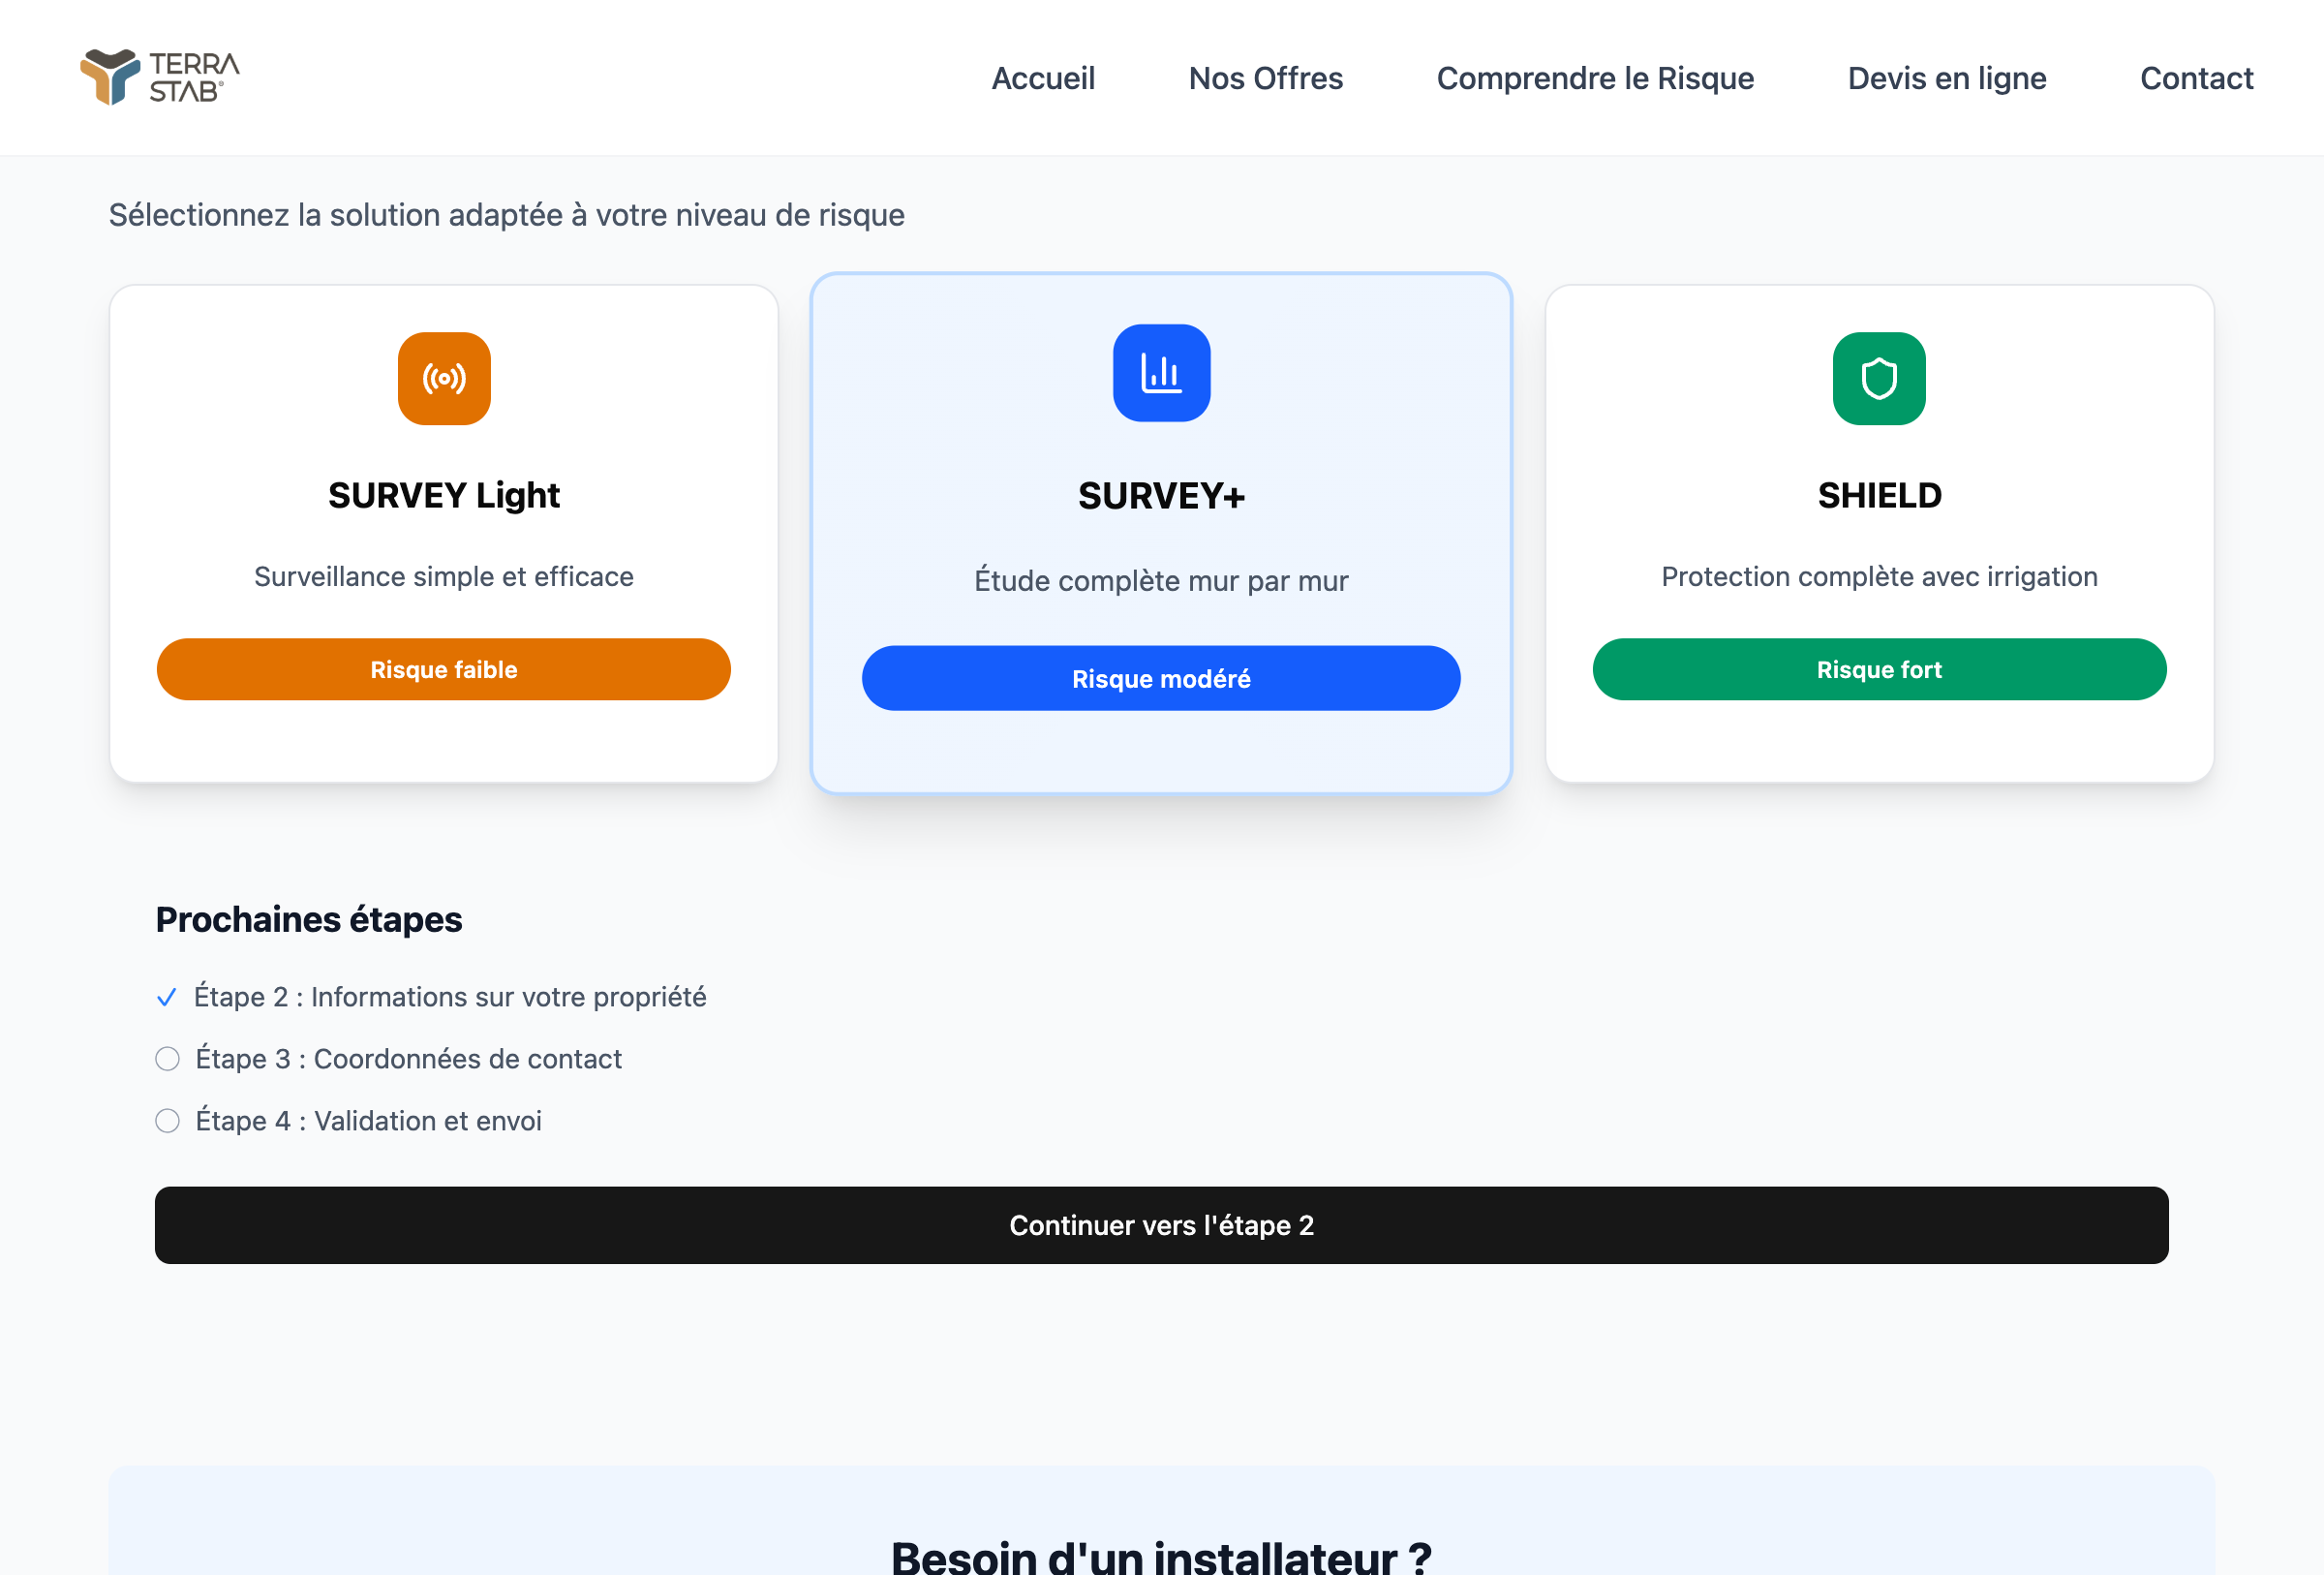 TERRA
STAB®
Accueil
Nos Offres
Comprendre le Risque
Devis en ligne
Contact
Sélectionnez la solution adaptée à votre niveau de risque
SURVEY Light
Surveillance simple et efficace
Risque faible
SURVEY+
Étude complète mur par mur
Risque modéré
SHIELD
Protection complète avec irrigation
Risque fort
Prochaines étapes
Étape 2 : Informations sur votre propriété
Étape 3 : Coordonnées de contact
Étape 4 : Validation et envoi
Continuer vers l'étape 2
Besoin d'un installateur ?